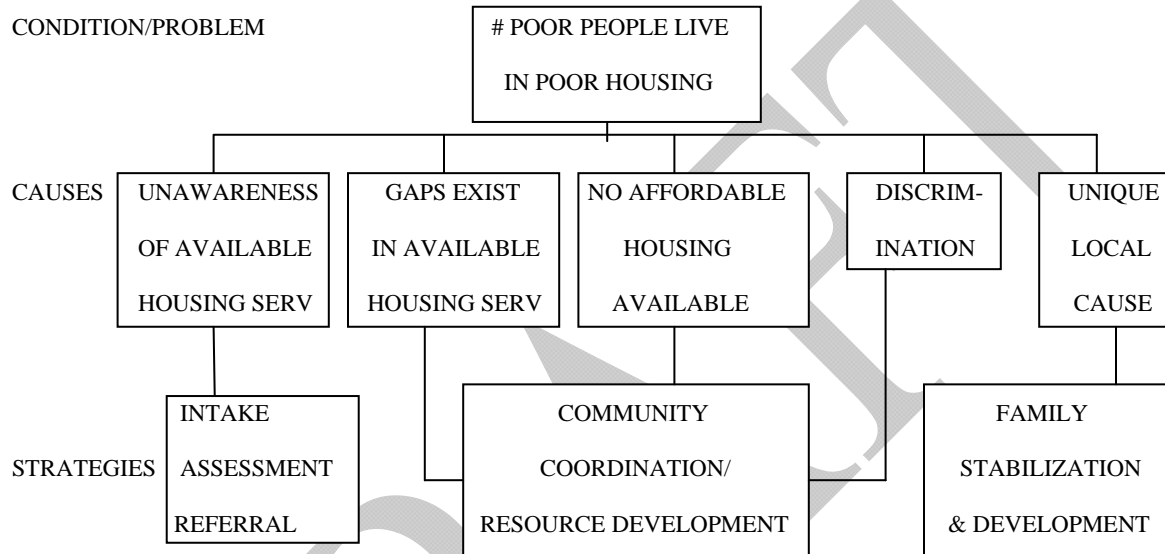 CONDITION/PROBLEM
# POOR PEOPLE LIVE
IN POOR HOUSING
CAUSES
UNAWARENESS
OF AVAILABLE
HOUSING SERV
GAPS EXIST
IN AVAILABLE
HOUSING SERV
NO AFFORDABLE
HOUSING
AVAILABLE
DISCRIM-
INATION
UNIQUE
LOCAL
CAUSE
STRATEGIES
INTAKE
ASSESSMENT
REFERRAL
COMMUNITY
COORDINATION/
RESOURCE DEVELOPMENT
FAMILY
STABILIZATION
& DEVELOPMENT
DRAFT